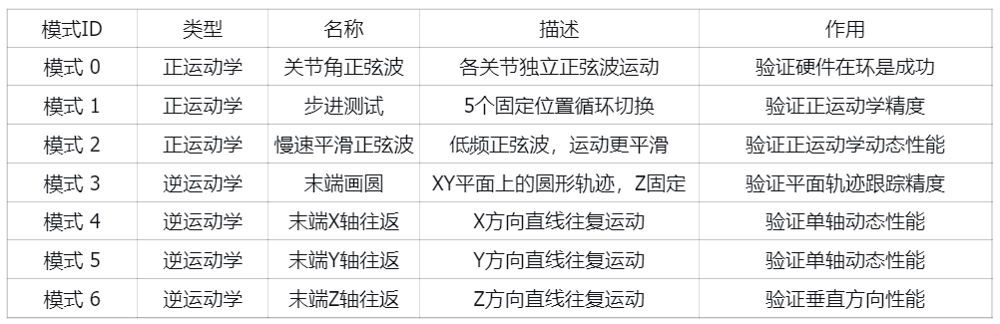 模式ID 类型 名称 描述 作用
模式 0 正运动学 关节角正弦波 各关节独立正弦波运动 验证硬件在环是成功
模式 1 正运动学 步进测试 5个固定位置循环切换 验证正运动学精度
模式 2 正运动学 慢速平滑正弦波 低频正弦波，运动更平滑 验证正运动学动态性能
模式 3 逆运动学 末端画圆 XY平面上的圆形轨迹，Z固定 验证平面轨迹跟踪精度
模式 4 逆运动学 末端X轴往返 X方向直线往复运动 验证单轴动态性能
模式 5 逆运动学 末端Y轴往返 Y方向直线往复运动 验证单轴动态性能
模式 6 逆运动学 末端Z轴往返 Z方向直线往复运动 验证垂直方向性能